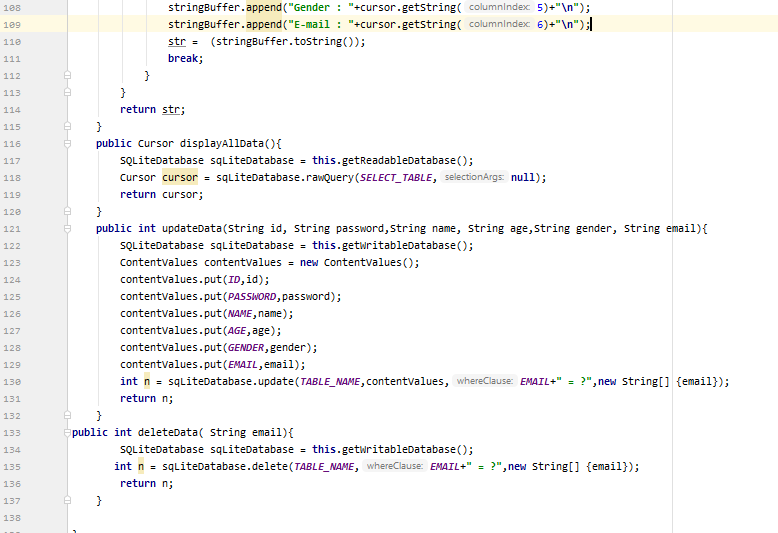 108 stringBuffer.append("Gender : "+cursor.getString( columnIndex: 5)+"\n");
109 stringBuffer.append("E-mail : "+cursor.getString( columnIndex: 6)+"\n");
110 str = (stringBuffer.toString());
111 break;
112 }
113 }
114 return str;
115 }
116 public Cursor displayAllData(){
117 SQLiteDatabase sqLiteDatabase = this.getReadableDatabase();
118 Cursor cursor = sqLiteDatabase.rawQuery(SELECT_TABLE, selectionArgs: null);
119 return cursor;
120 }
121 public int updateData(String id, String password,String name, String age,String gender, String email){
122 SQLiteDatabase sqLiteDatabase = this.getWritableDatabase();
123 ContentValues contentValues = new ContentValues();
124 contentValues.put(ID,id);
125 contentValues.put(PASSWORD,password);
126 contentValues.put(NAME,name);
127 contentValues.put(AGE,age);
128 contentValues.put(GENDER,gender);
129 contentValues.put(EMAIL,email);
130 int n = sqLiteDatabase.update(TABLE_NAME,contentValues, whereClause: EMAIL+" = ?",new String[] {email});
131 return n;
132 }
133 public int deleteData( String email){
134 SQLiteDatabase sqLiteDatabase = this.getWritableDatabase();
135 int n = sqLiteDatabase.delete(TABLE_NAME, whereClause: EMAIL+" = ?",new String[] {email});
136 return n;
137 }
138